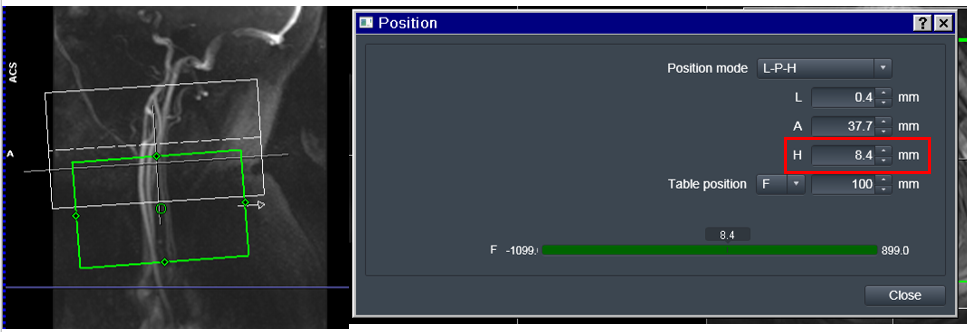 ACS
A
Position
? ×
Position mode L-P-H
L 0.4 mm
A 37.7 mm
H 8.4 mm
Table position F 100 mm
8.4
F -1099. 899.0
Close